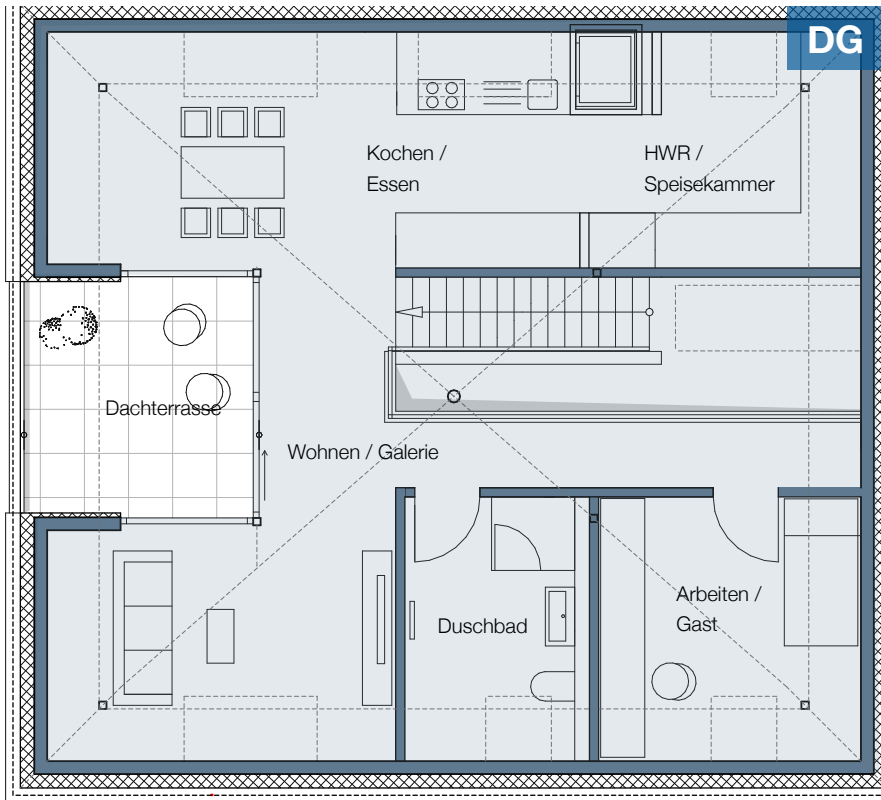 DG
Kochen /
Essen
HWR /
Speisekammer
Dachterrasse
Wohnen / Galerie
Duschbad
Arbeiten /
Gast